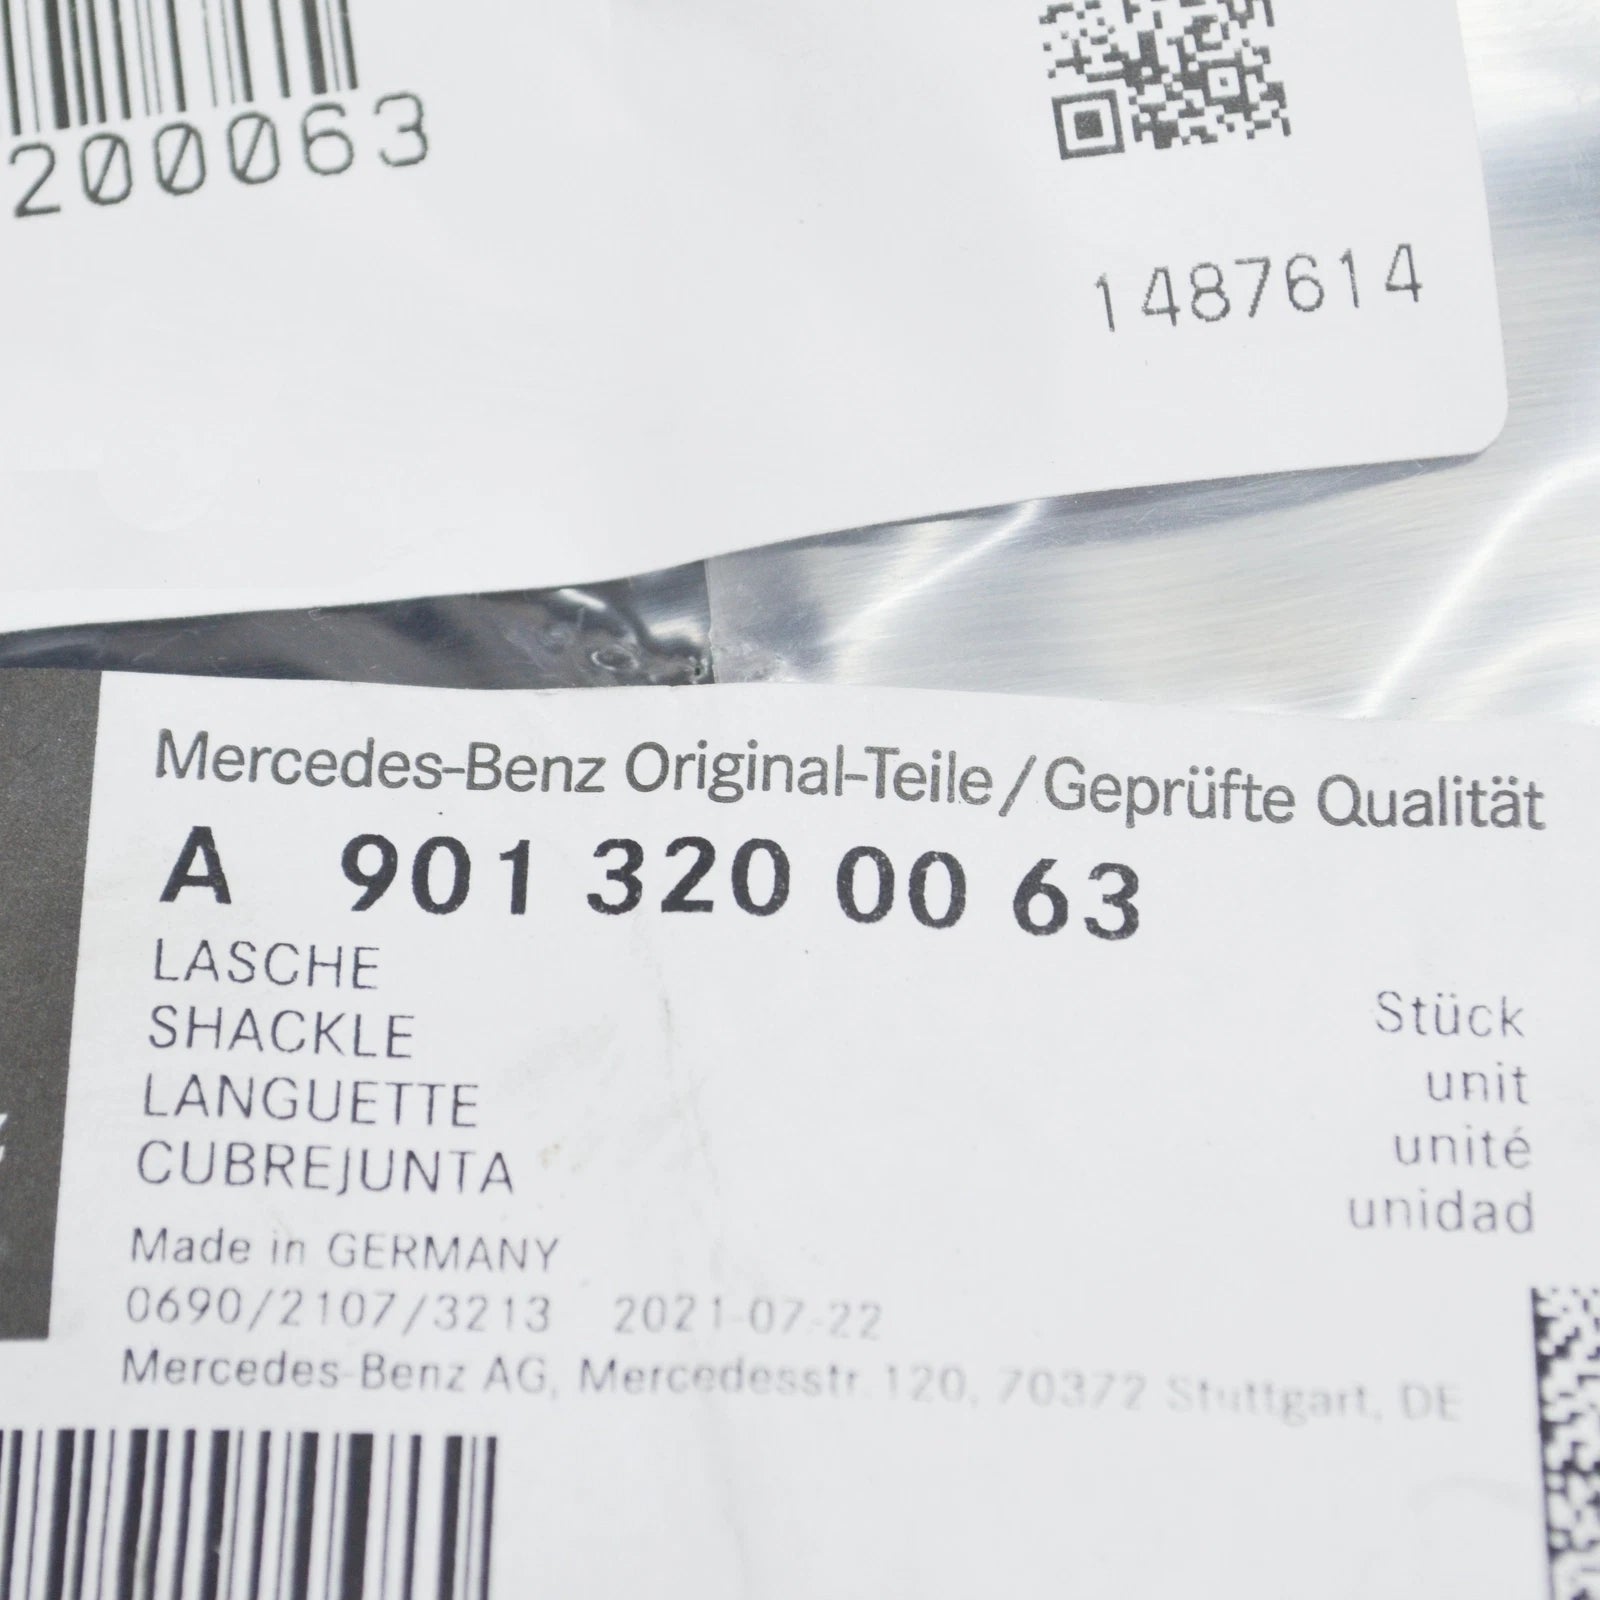 200063
1487614
Mercedes-Benz Original-Teile/Geprüfte Qualität
A 901 320 00 63
LASCHE
SHACKLE
LANGUETTE
CUBREJUNTA
Stück
unit
unité
unidad
Made in GERMANY
0690/2107/3213 2021-07-22
Mercedes-Benz AG, Mercedesstr. 120, 70372 Stuttgart, DE